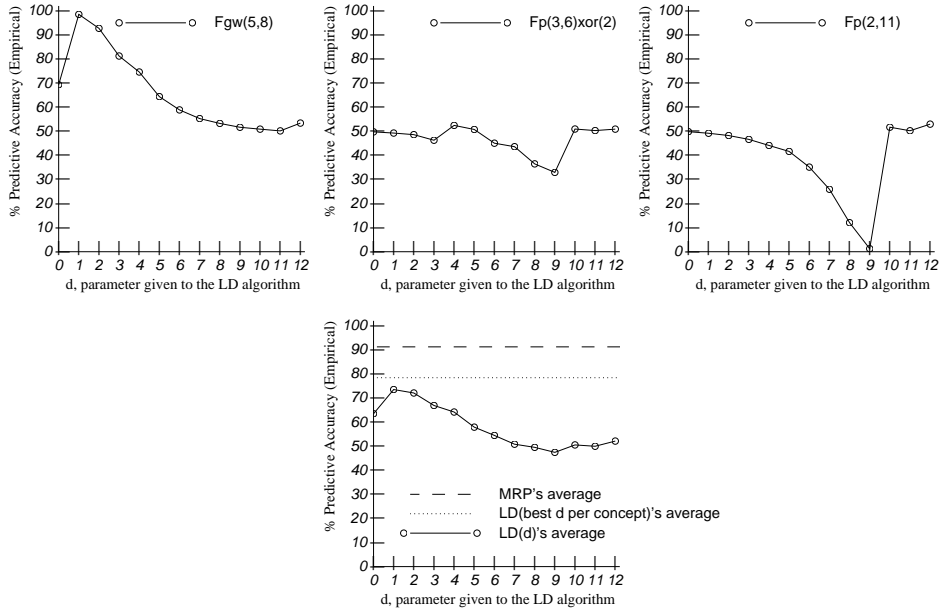 % Predictive Accuracy (Empirical)
100
90
80
70
60
50
40
30
20
10
0
Fgw(5,8)
0 1 2 3 4 5 6 7 8 9 10 11 12
d, parameter given to the LD algorithm
% Predictive Accuracy (Empirical)
100
90
80
70
60
50
40
30
20
10
0
Fp(3,6)xor(2)
0 1 2 3 4 5 6 7 8 9 10 11 12
d, parameter given to the LD algorithm
% Predictive Accuracy (Empirical)
100
90
80
70
60
50
40
30
20
10
0
Fp(2,11)
0 1 2 3 4 5 6 7 8 9 10 11 12
d, parameter given to the LD algorithm
% Predictive Accuracy (Empirical)
100
90
80
70
60
50
40
30
20
10
0
MRP's average
LD(best d per concept)'s average
LD(d)'s average
0 1 2 3 4 5 6 7 8 9 10 11 12
d, parameter given to the LD algorithm